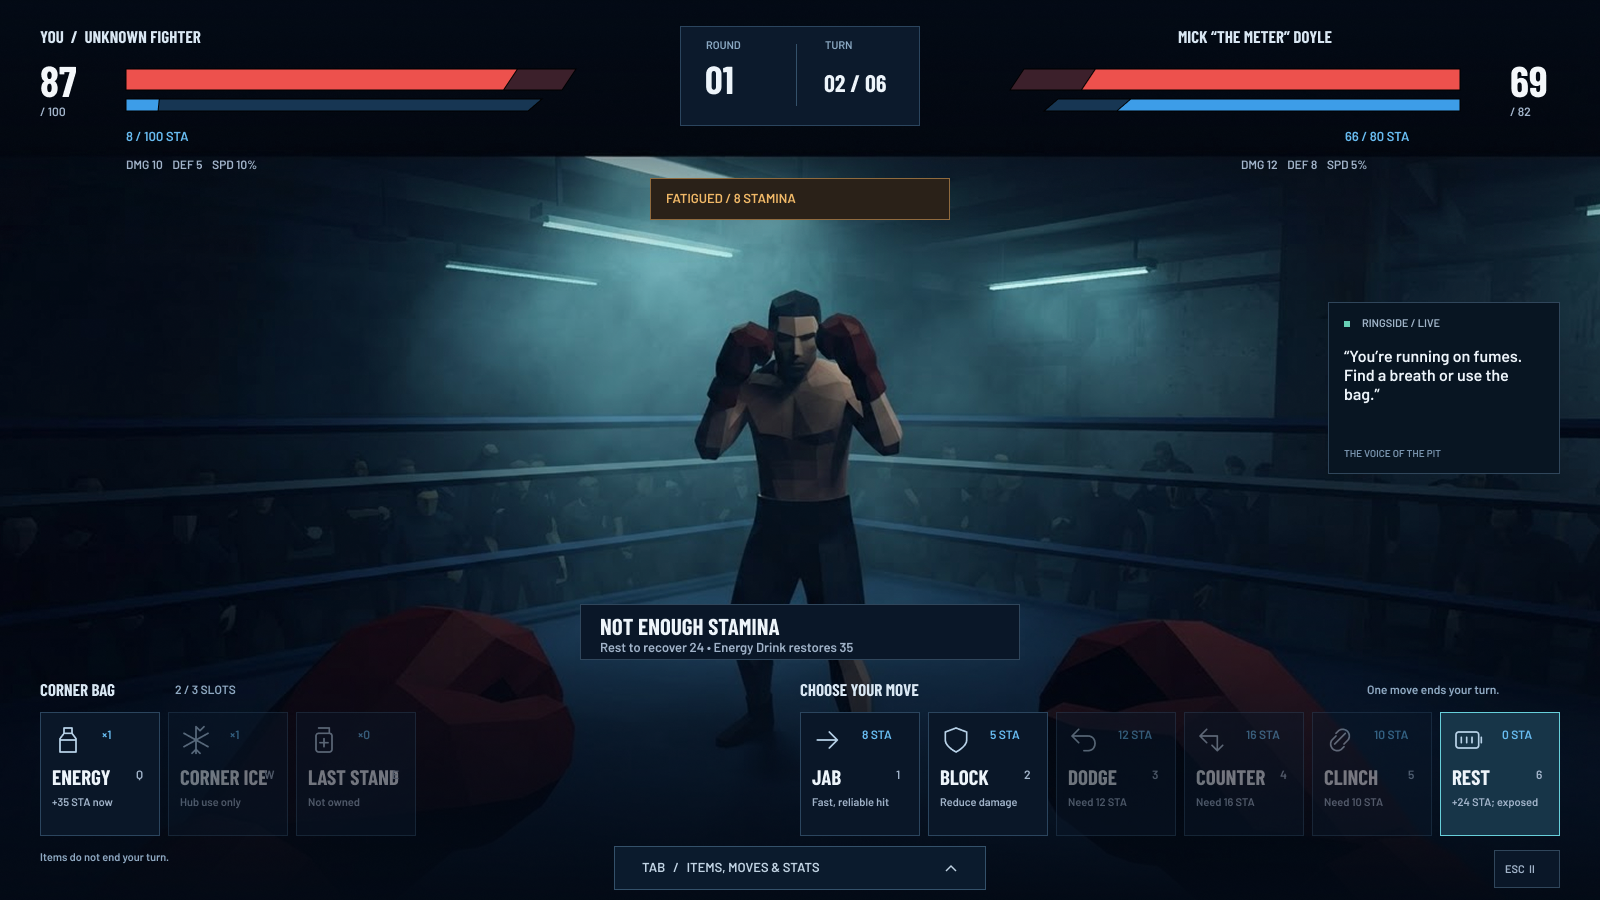 YOU / UNKNOWN FIGHTER
87
/ 100
8 / 100 STA
DMG 10 DEF 5 SPD 10%
ROUND
01
TURN
02 / 06
MICK “THE METER” DOYLE
69
/ 82
66 / 80 STA
DMG 12 DEF 8 SPD 5%
FATIGUED / 8 STAMINA
RINGSIDE / LIVE
“You’re running on fumes.
Find a breath or use the
bag.”
THE VOICE OF THE PIT
NOT ENOUGH STAMINA
Rest to recover 24 • Energy Drink restores 35
CORNER BAG
2 / 3 SLOTS
×1
ENERGY Q
+35 STA now
×1
CORNER ICE W
Hub use only
×0
LAST STAND
Not owned
Items do not end your turn.
CHOOSE YOUR MOVE
One move ends your turn.
8 STA
JAB 1
Fast, reliable hit
5 STA
BLOCK 2
Reduce damage
12 STA
DODGE 3
Need 12 STA
16 STA
COUNTER 4
Need 16 STA
10 STA
CLINCH 5
Need 10 STA
0 STA
REST 6
+24 STA; exposed
TAB / ITEMS, MOVES & STATS
ESC II